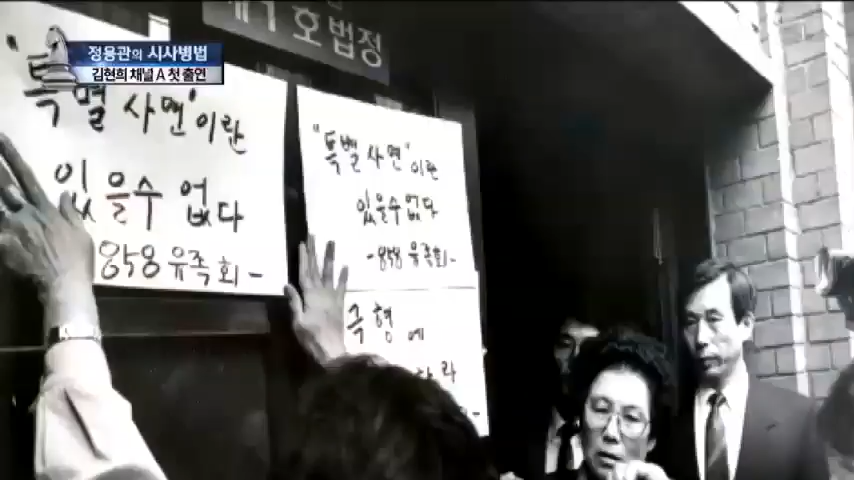 정용관의 시사병법
김현희 채널A 첫 출연
호법정
"특별사면"이란
있을수 없다
858 유족회-
"특별사면"이란
있을수 없다
-858 유족회-
극형에
라